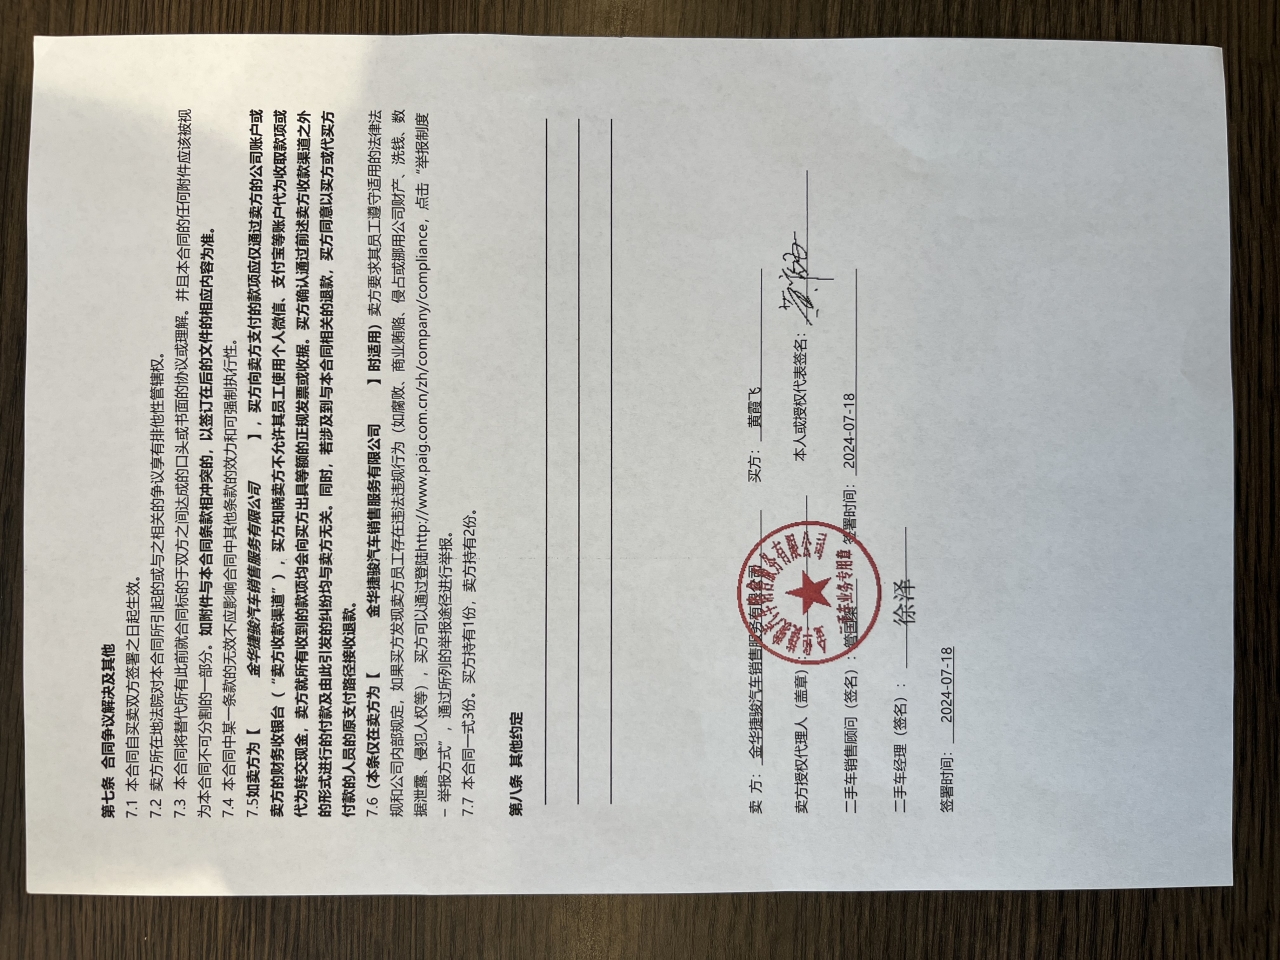 第七条 合同争议解决及其他
7.1 本合同自买卖双方签署之日起生效。
7.2 卖方所在地法院对本合同所引起的或与之相关的争议享有排他性管辖权。
7.3 本合同将替代所有此前就合同标的于双方之间达成的口头或书面的协议或理解。并且本合同的任何附件应该被视
为本合同不可分割的一部分。如附件与本合同条款相冲突的，以签订在后的文件的相应内容为准。
7.4 本合同中某一条款的无效不应影响合同中其他条款的效力和可强制执行性。
7.5如卖方为【 金华捷骏汽车销售服务有限公司 】，买方向卖方支付的款项应仅通过卖方的公司账户或
卖方的财务收银台（“卖方收款渠道”），买方知晓卖方不允许其员工使用个人微信、支付宝等账户代为收取款项或
代为转交现金，卖方就所有收到的款项均会向买方出具等额的正规发票或收据。买方确认通过前述卖方收款渠道之外
的形式进行的付款及由此引发的纠纷均与卖方无关。同时，若涉及到与本合同相关的退款，买方同意以买方或代买方
付款的人员的原支付路径接收退款。
7.6（本条仅在卖方为【 金华捷骏汽车销售服务有限公司 】时适用）卖方要求其员工遵守适用的法律法
规和公司内部规定，如果买方发现卖方员工存在违法违规行为（如腐败、商业贿赂、侵占或挪用公司财产、洗钱、数
据泄露、侵犯人权等），买方可以通过登陆http://www.paig.com.cn/zh/company/compliance，点击“举报制度
– 举报方式”，通过所列的举报途径进行举报。
7.7 本合同一式3份。买方持有1份，卖方持有2份。
第八条 其他约定
卖 方： 金华捷骏汽车销售服务有限公司 买方： 黄霞飞
卖方授权代理人（盖章）： 本人或授权代表签名：
二手车销售顾问（签名）：管国 签署时间： 2024-07-18
二手车经理（签名）： 徐泽
签署时间： 2024-07-18
金华捷骏汽车销售服务有限公司
二手车业务专用章